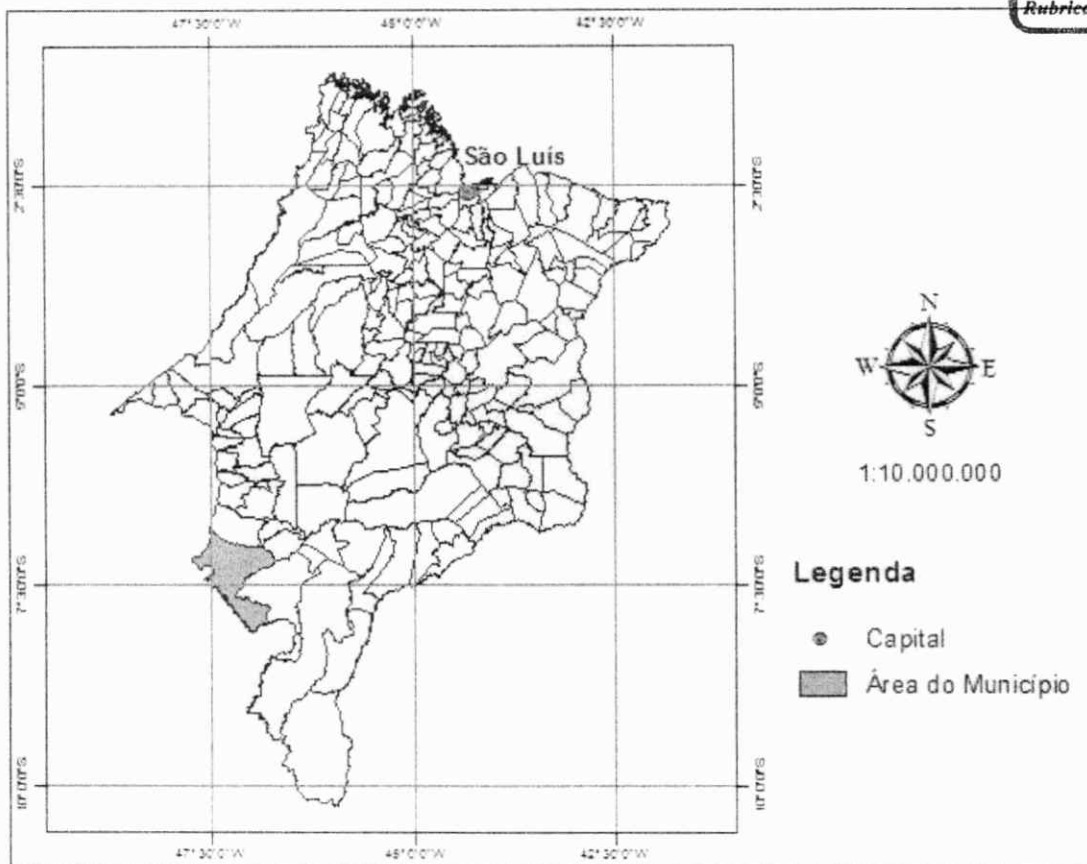 Rubrica
47°30'0"W 45°0'0"W 42°30'0"W
São Luís
2°30'0"S 2°30'0"S
N
W E
S
5°0'0"S 5°0'0"S
1:10.000.000
Legenda
7°30'0"S 7°30'0"S
Capital
Área do Município
10°0'0"S 10°0'0"S
47°30'0"W 45°0'0"W 42°30'0"W